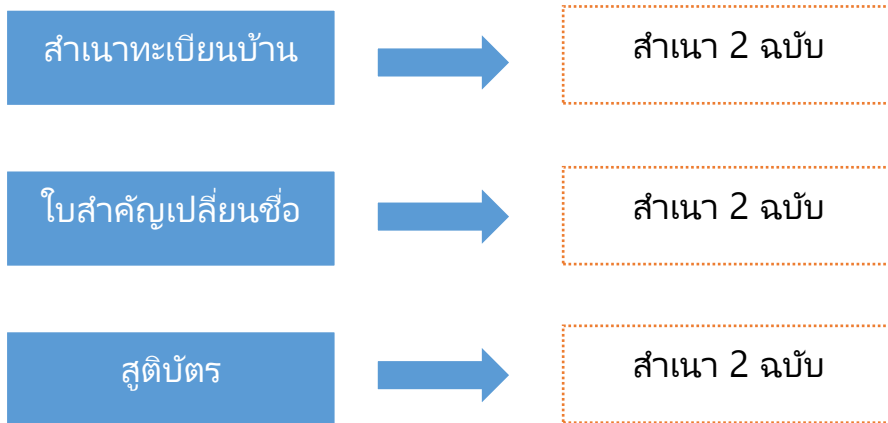 สำเนาทะเบียนบ้าน
สำเนา 2 ฉบับ
ใบสำคัญเปลี่ยนชื่อ
สำเนา 2 ฉบับ
สูติบัตร
สำเนา 2 ฉบับ